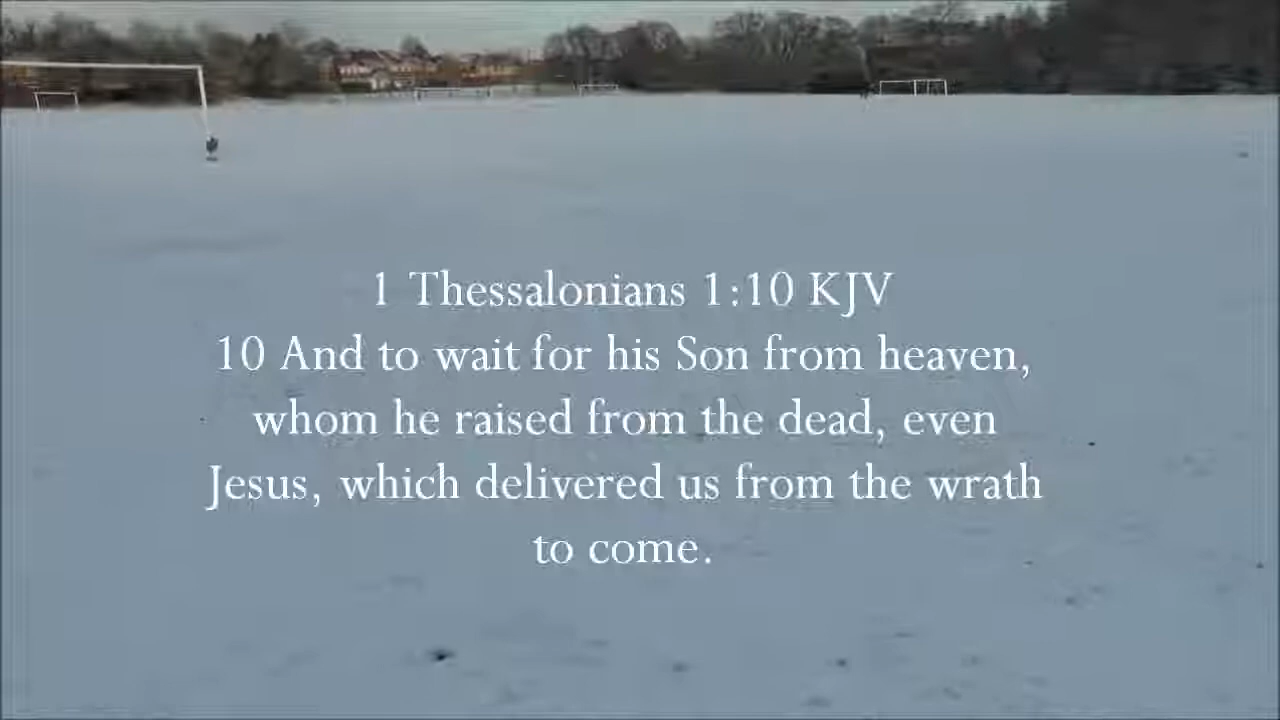 1 Thessalonians 1:10 KJV
10 And to wait for his Son from heaven,
whom he raised from the dead, even
Jesus, which delivered us from the wrath
to come.